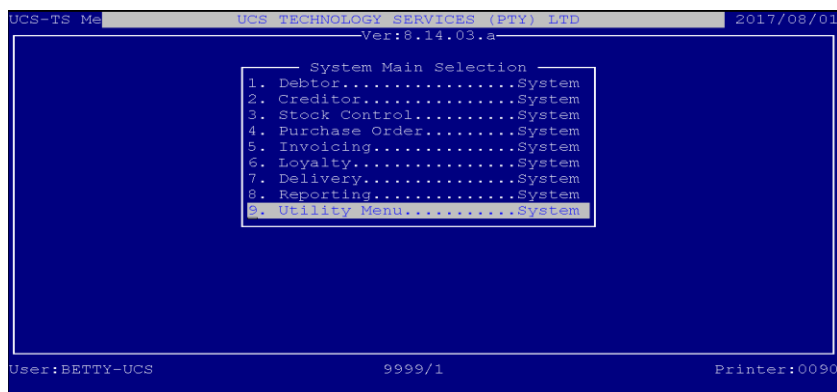 UCS-TS Me UCS TECHNOLOGY SERVICES (PTY) LTD 2017/08/01
Ver:8.14.03.a
System Main Selection
1. Debtor.................System
2. Creditor...............System
3. Stock Control..........System
4. Purchase Order.........System
5. Invoicing..............System
6. Loyalty................System
7. Delivery...............System
8. Reporting..............System
9. Utility Menu...........System
User:BETTY-UCS 9999/1 Printer:0090